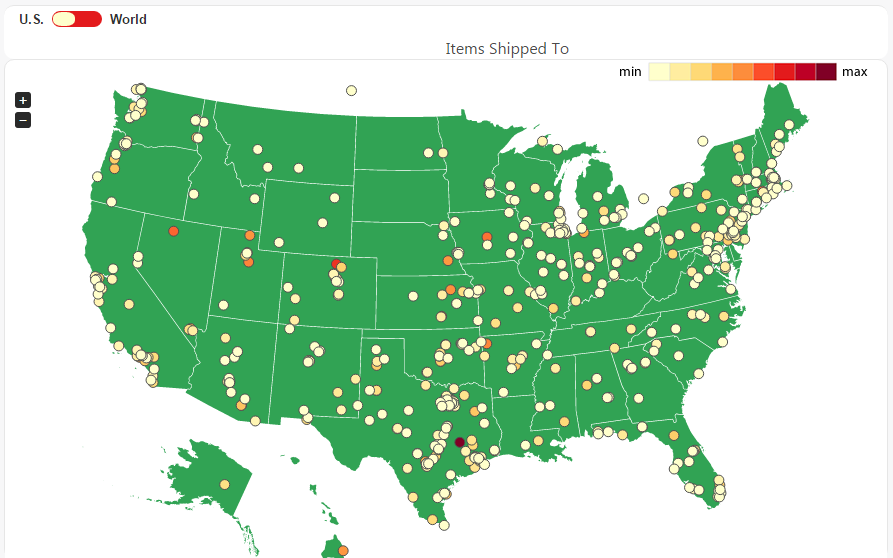 U.S. World
Items Shipped To
min max
+
−